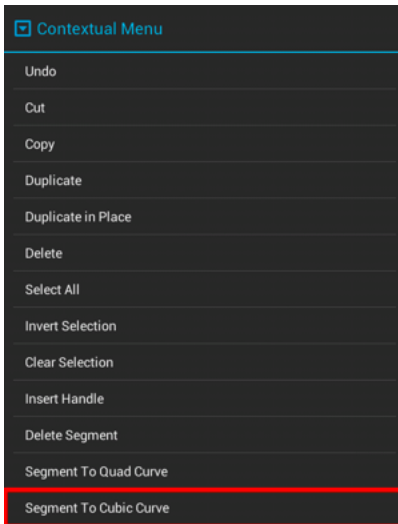 Contextual Menu
Undo
Cut
Copy
Duplicate
Duplicate in Place
Delete
Select All
Invert Selection
Clear Selection
Insert Handle
Delete Segment
Segment To Quad Curve
Segment To Cubic Curve